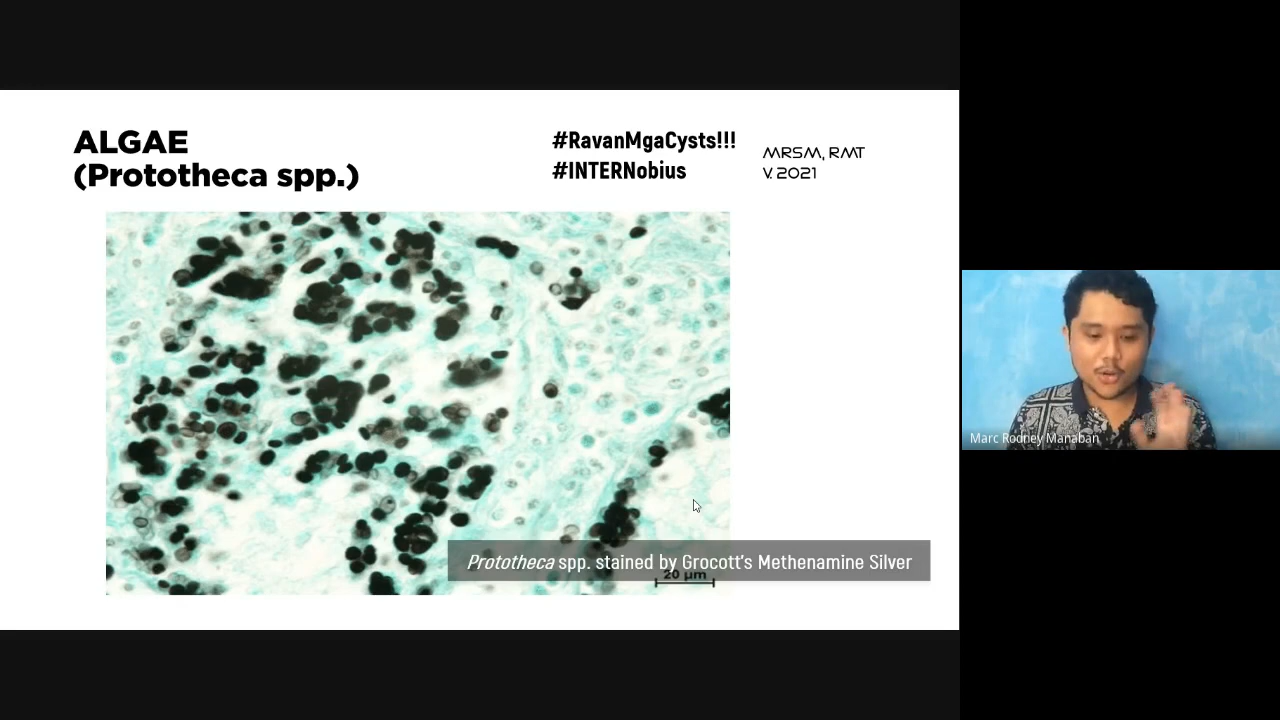 ALGAE
(Prototheca spp.)
#RavanMgaCysts!!!
#INTERNobius
MRSM, RMT
V. 2021
Prototheca spp. stained by Grocott's Methenamine Silver
20 µm
Marc Rodney Manaban